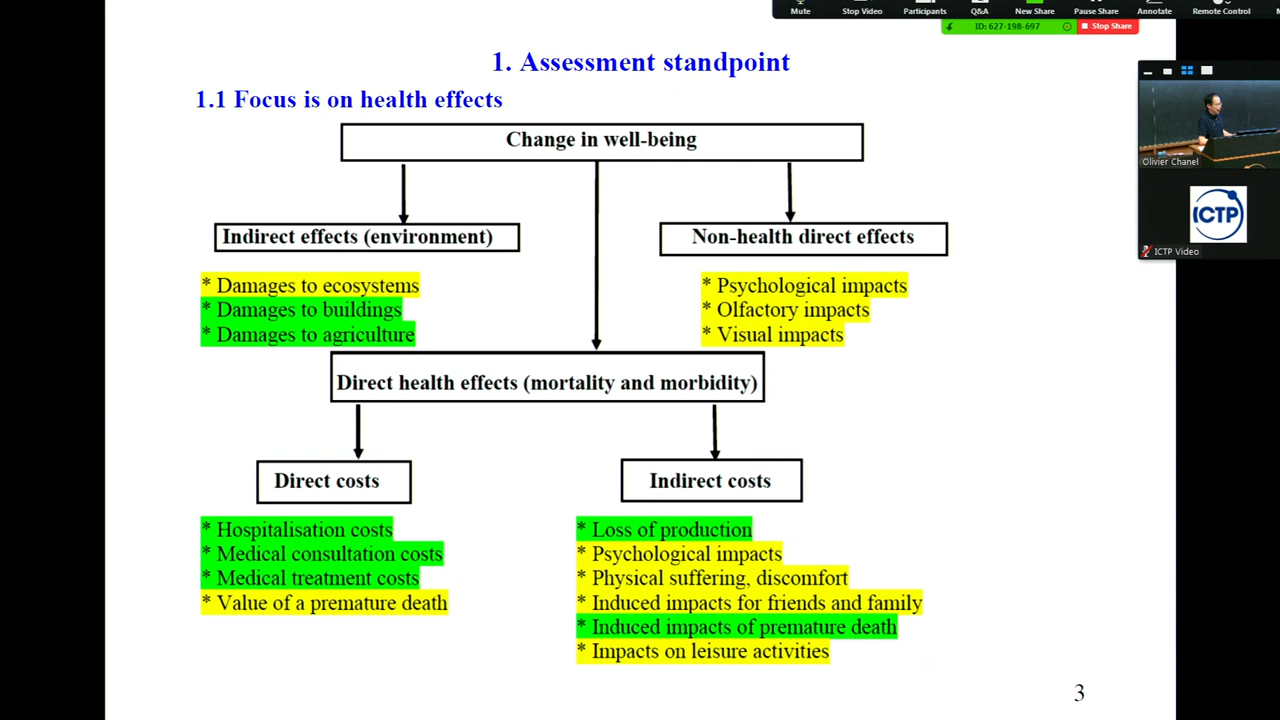 Mute Stop Video Participants Q&A New Share Pause Share Annotate Remote Control
ID: 627-198-697 Stop Share
1. Assessment standpoint
1.1 Focus is on health effects
Change in well-being
Indirect effects (environment)
Non-health direct effects
* Damages to ecosystems
* Damages to buildings
* Damages to agriculture
* Psychological impacts
* Olfactory impacts
* Visual impacts
Direct health effects (mortality and morbidity)
Direct costs
Indirect costs
* Hospitalisation costs
* Medical consultation costs
* Medical treatment costs
* Value of a premature death
* Loss of production
* Psychological impacts
* Physical suffering, discomfort
* Induced impacts for friends and family
* Induced impacts of premature death
* Impacts on leisure activities
3
Olivier Chanel
ICTP
ICTP Video